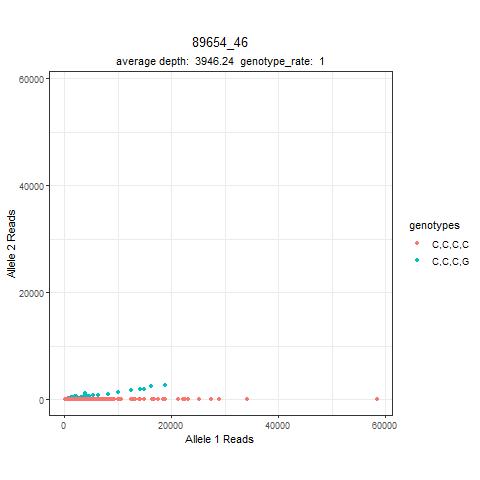 89654_46
average depth:  3946.24  genotype_rate:  1
60000
40000
20000
0
0
20000
40000
60000
Allele 2 Reads
Allele 1 Reads
genotypes
C,C,C,C
C,C,C,G